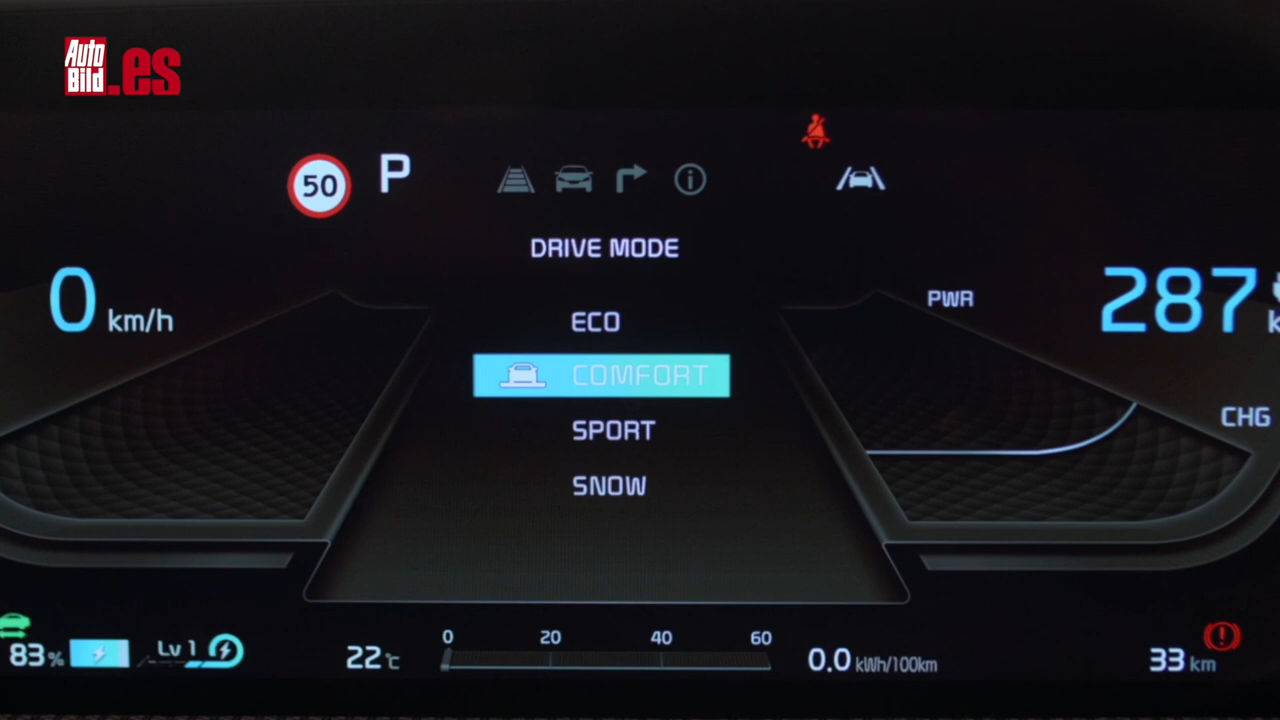 Auto
Bild.es
50 P
DRIVE MODE
0 km/h
PWR
287
ECO
COMFORT
CHG
SPORT
SNOW
83% Lv 1
22°C
0 20 40 60
0.0 kWh/100km
33 km